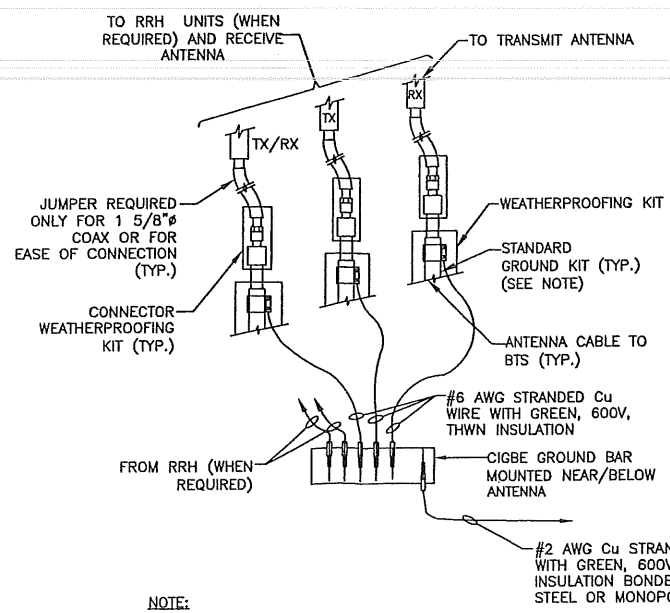 TO RRH UNITS (WHEN
REQUIRED) AND RECEIVE
ANTENNA
TO TRANSMIT ANTENNA
RX
TX
TX/RX
JUMPER REQUIRED
ONLY FOR 1 5/8"ø
COAX OR FOR
EASE OF CONNECTION
(TYP.)
WEATHERPROOFING KIT
STANDARD
GROUND KIT (TYP.)
(SEE NOTE)
CONNECTOR
WEATHERPROOFING
KIT (TYP.)
ANTENNA CABLE TO
BTS (TYP.)
#6 AWG STRANDED Cu
WIRE WITH GREEN, 600V,
THWN INSULATION
FROM RRH (WHEN
REQUIRED)
CIGBE GROUND BAR
MOUNTED NEAR/BELOW
ANTENNA
#2 AWG Cu STRAN
WITH GREEN, 600V
INSULATION BONDE
STEEL OR MONOPO
NOTE: